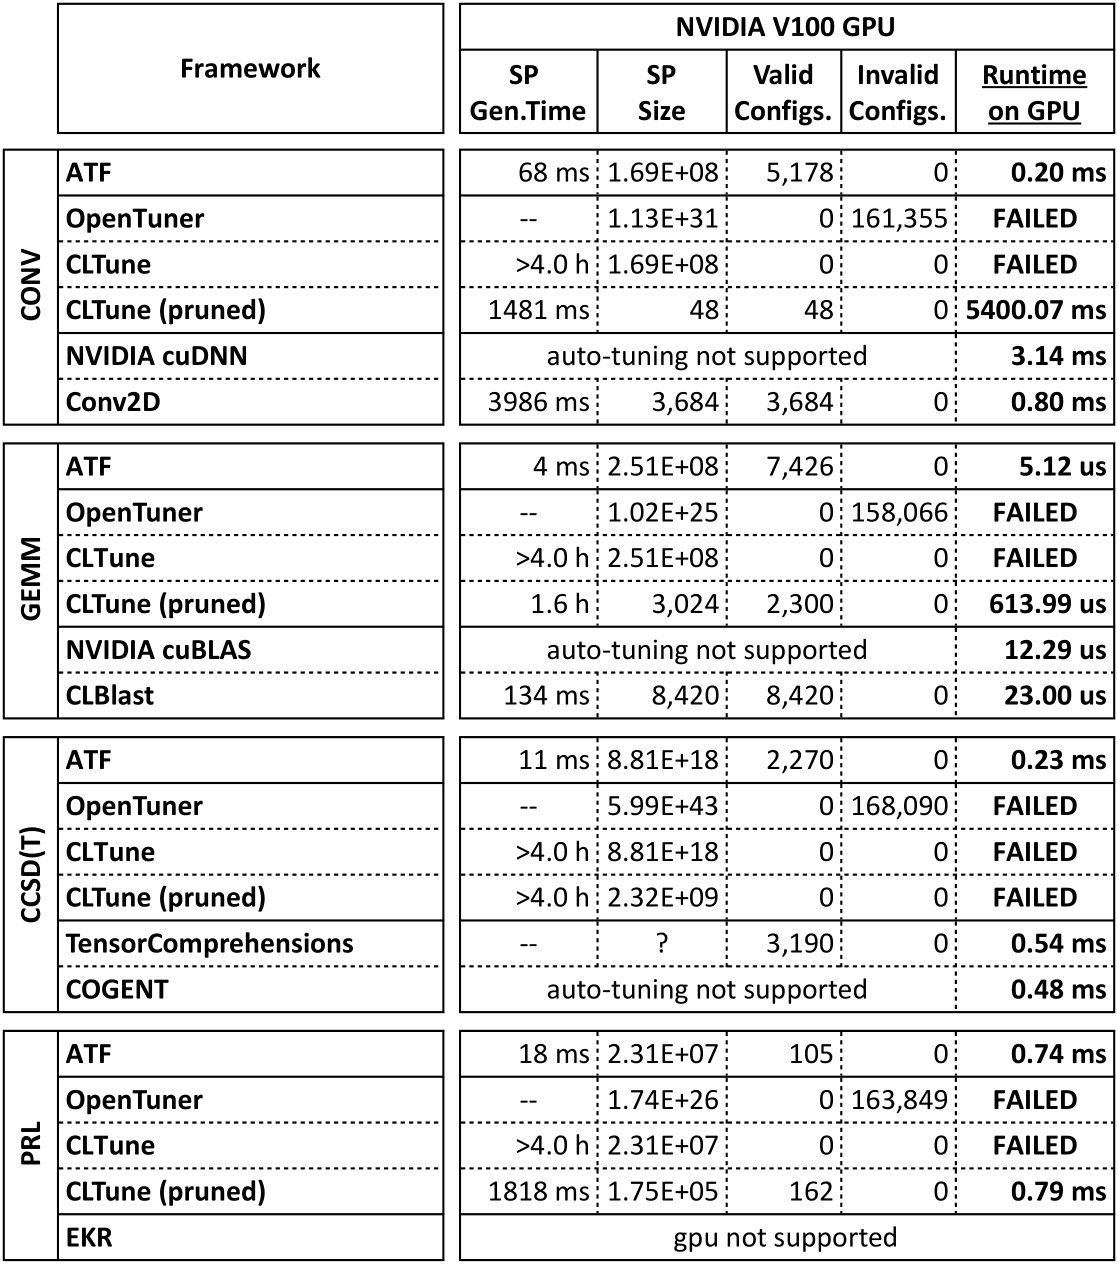 Framework
NVIDIA V100 GPU
SP Gen.Time SP Size Valid Configs. Invalid Configs. Runtime on GPU
CONV
ATF 68 ms 1.69E+08 5,178 0 0.20 ms
OpenTuner -- 1.13E+31 0 161,355 FAILED
CLTune >4.0 h 1.69E+08 0 0 FAILED
CLTune (pruned) 1481 ms 48 48 0 5400.07 ms
NVIDIA cuDNN auto-tuning not supported 3.14 ms
Conv2D 3986 ms 3,684 3,684 0 0.80 ms
GEMM
ATF 4 ms 2.51E+08 7,426 0 5.12 us
OpenTuner -- 1.02E+25 0 158,066 FAILED
CLTune >4.0 h 2.51E+08 0 0 FAILED
CLTune (pruned) 1.6 h 3,024 2,300 0 613.99 us
NVIDIA cuBLAS auto-tuning not supported 12.29 us
CLBlast 134 ms 8,420 8,420 0 23.00 us
CCSD(T)
ATF 11 ms 8.81E+18 2,270 0 0.23 ms
OpenTuner -- 5.99E+43 0 168,090 FAILED
CLTune >4.0 h 8.81E+18 0 0 FAILED
CLTune (pruned) >4.0 h 2.32E+09 0 0 FAILED
TensorComprehensions -- ? 3,190 0 0.54 ms
COGENT auto-tuning not supported 0.48 ms
PRL
ATF 18 ms 2.31E+07 105 0 0.74 ms
OpenTuner -- 1.74E+26 0 163,849 FAILED
CLTune >4.0 h 2.31E+07 0 0 FAILED
CLTune (pruned) 1818 ms 1.75E+05 162 0 0.79 ms
EKR gpu not supported